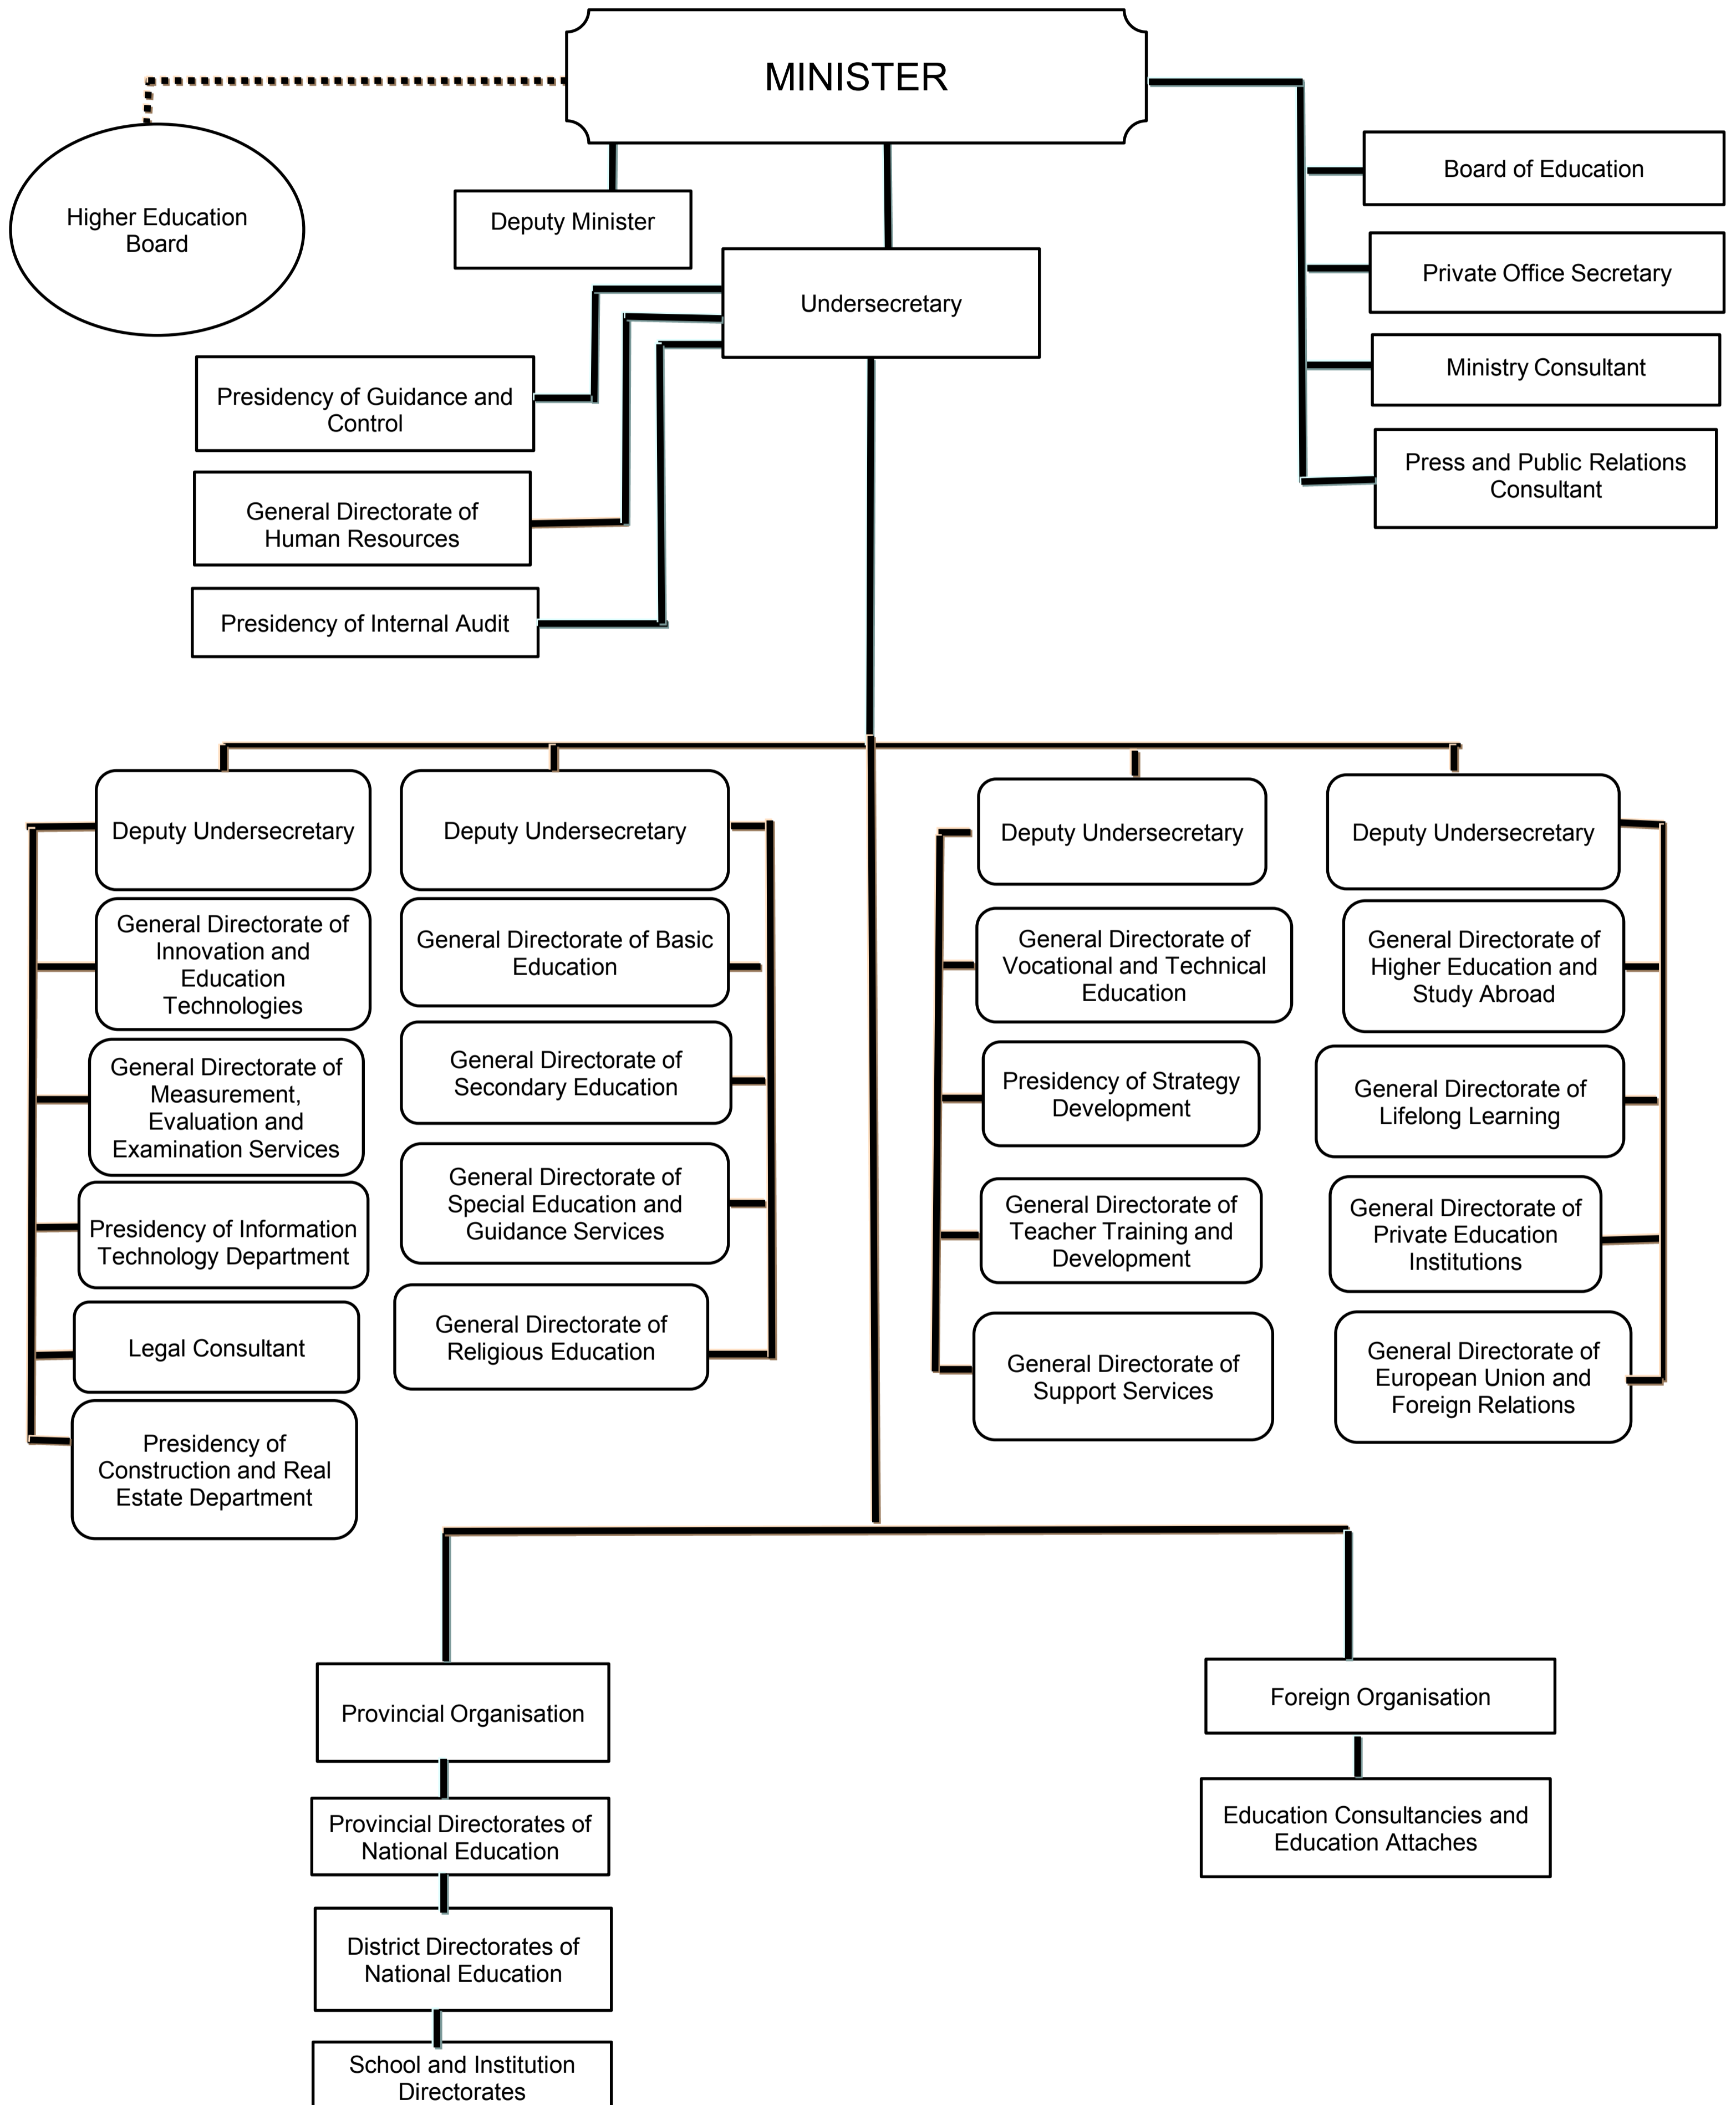 MINISTER
Higher Education
Board
Deputy Minister
Undersecretary
Board of Education
Private Office Secretary
Ministry Consultant
Press and Public Relations
Consultant
Presidency of Guidance and
Control
General Directorate of
Human Resources
Presidency of Internal Audit
Deputy Undersecretary
General Directorate of
Innovation and
Education
Technologies
General Directorate of
Measurement,
Evaluation and
Examination Services
Presidency of Information
Technology Department
Legal Consultant
Presidency of
Construction and Real
Estate Department
Deputy Undersecretary
General Directorate of Basic
Education
General Directorate of
Secondary Education
General Directorate of
Special Education and
Guidance Services
General Directorate of
Religious Education
Deputy Undersecretary
General Directorate of
Vocational and Technical
Education
Presidency of Strategy
Development
General Directorate of
Teacher Training and
Development
General Directorate of
Support Services
Deputy Undersecretary
General Directorate of
Higher Education and
Study Abroad
General Directorate of
Lifelong Learning
General Directorate of
Private Education
Institutions
General Directorate of
European Union and
Foreign Relations
Provincial Organisation
Provincial Directorates of
National Education
District Directorates of
National Education
School and Institution
Directorates
Foreign Organisation
Education Consultancies and
Education Attaches